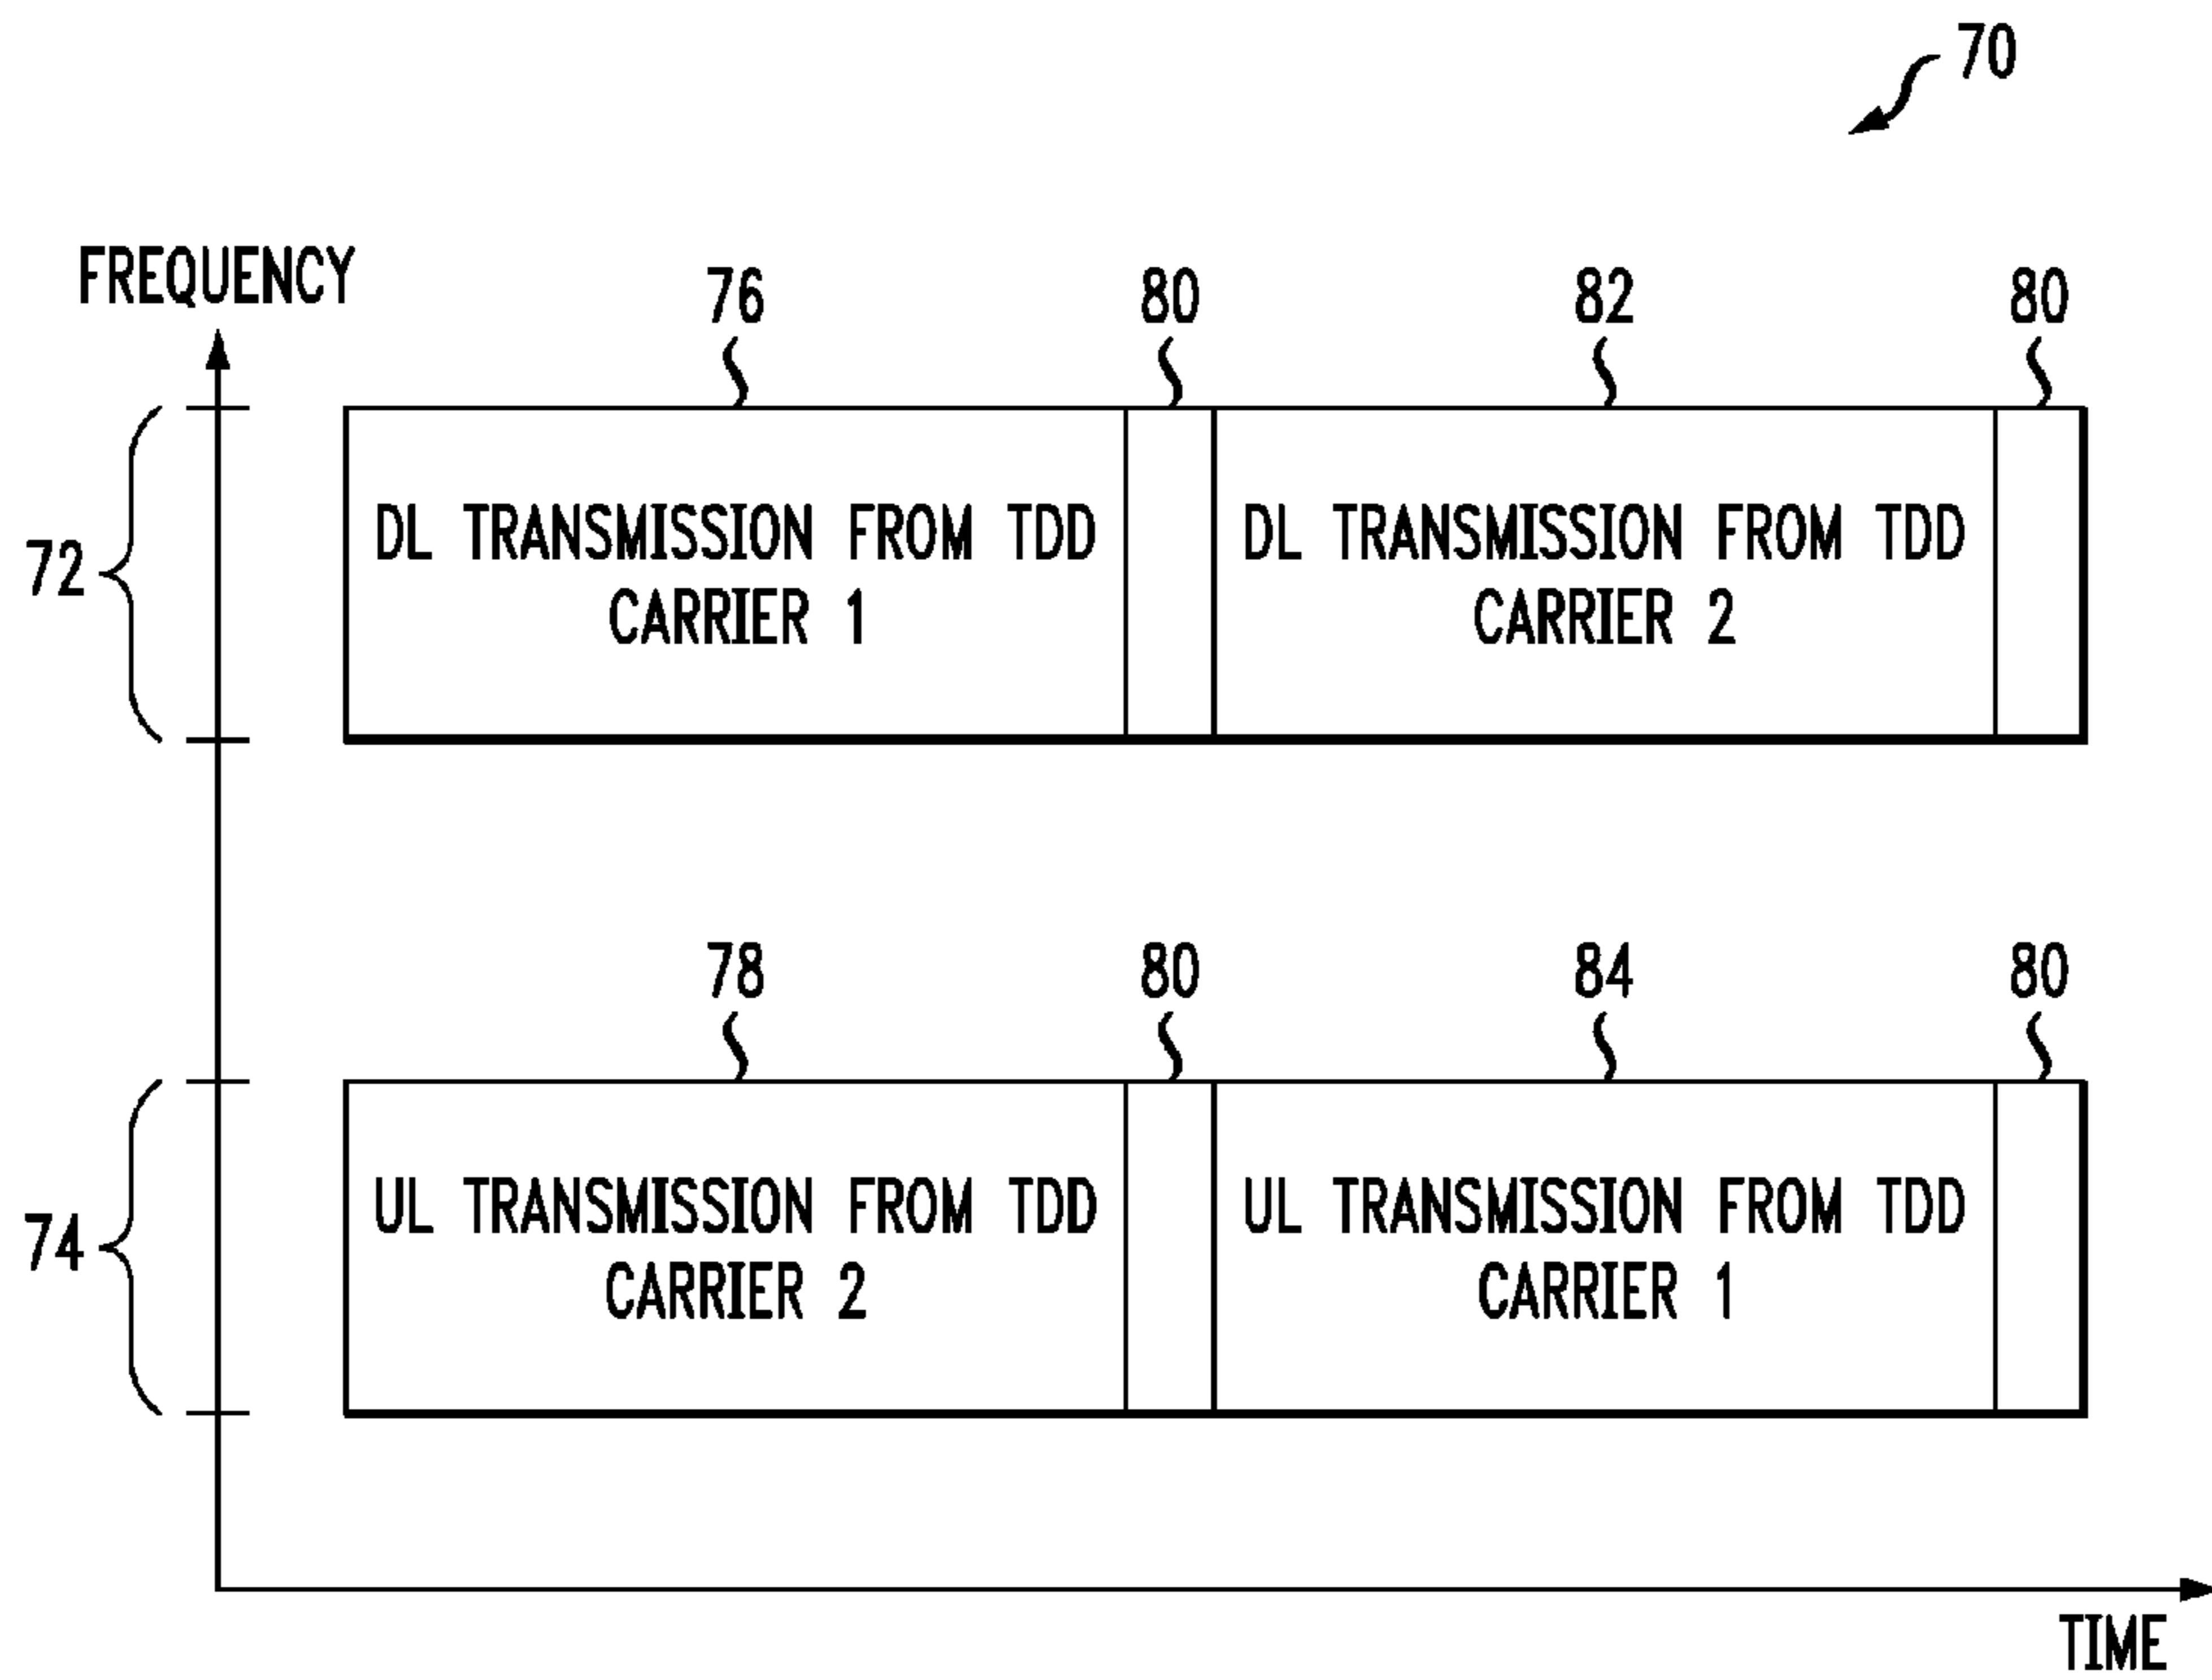 70
FREQUENCY
76 80 82 80
72
DL TRANSMISSION FROM TDD
CARRIER 1
DL TRANSMISSION FROM TDD
CARRIER 2
78 80 84 80
74
UL TRANSMISSION FROM TDD
CARRIER 2
UL TRANSMISSION FROM TDD
CARRIER 1
TIME